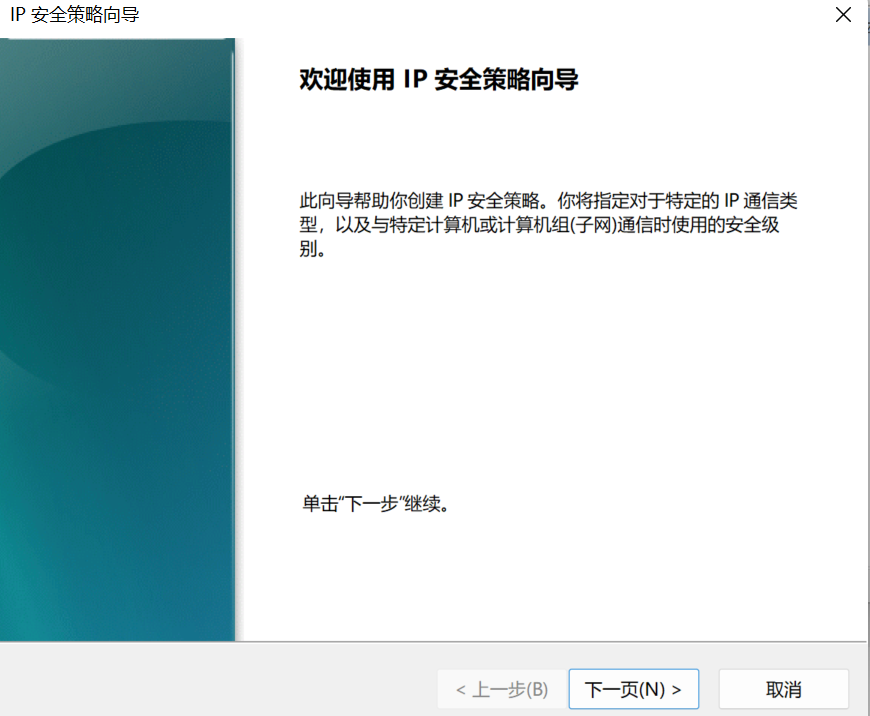 IP 安全策略向导
欢迎使用 IP 安全策略向导
此向导帮助你创建 IP 安全策略。你将指定对于特定的 IP 通信类
型，以及与特定计算机或计算机组(子网)通信时使用的安全级
别。
单击“下一步”继续。
< 上一步(B)
下一页(N) >
取消